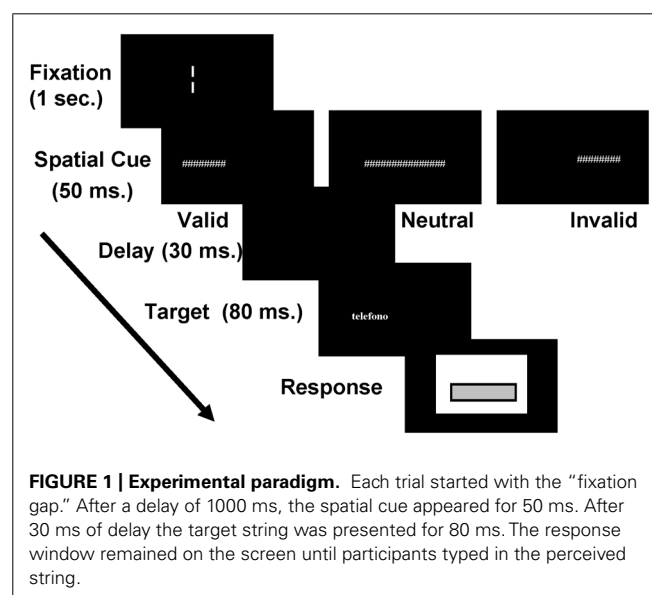 Fixation
(1 sec.)
Spatial Cue
(50 ms.)
########
###############
########
Valid
Neutral
Invalid
Delay (30 ms.)
Target (80 ms.)
telefono
Response
FIGURE 1 | Experimental paradigm. Each trial started with the “fixation
gap.” After a delay of 1000 ms, the spatial cue appeared for 50 ms. After
30 ms of delay the target string was presented for 80 ms. The response
window remained on the screen until participants typed in the perceived
string.